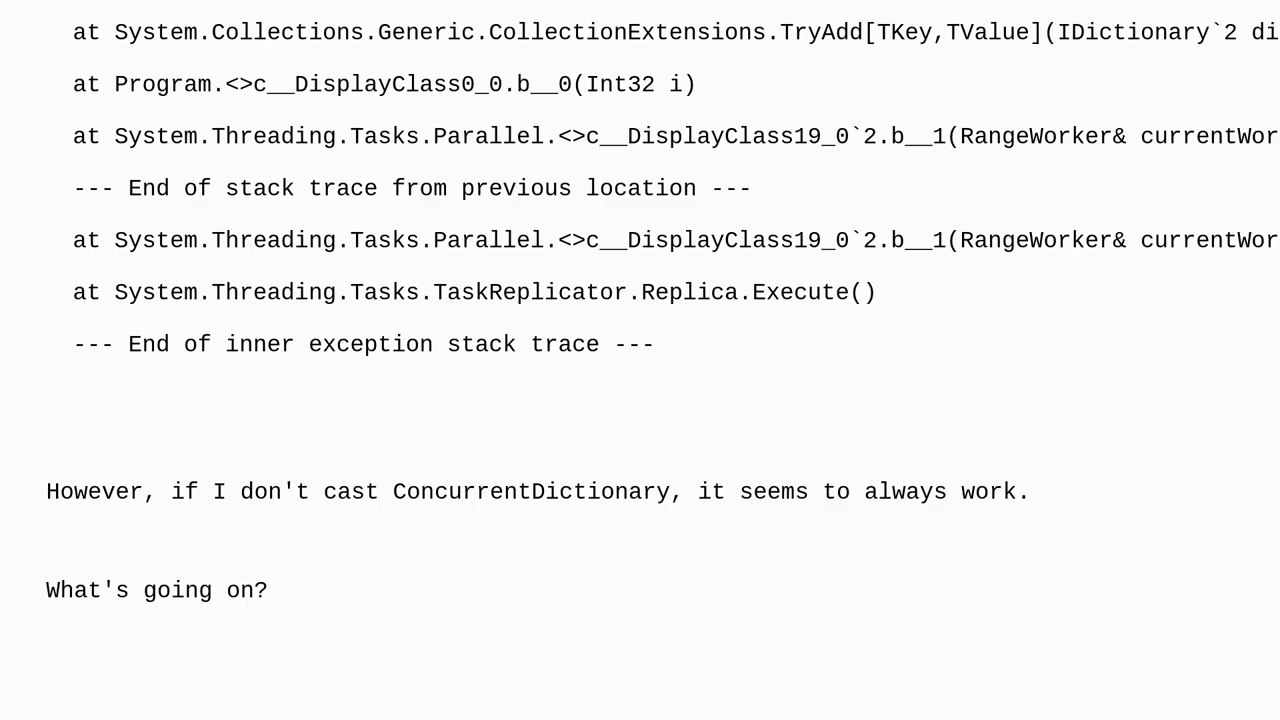 at System.Collections.Generic.CollectionExtensions.TryAdd[TKey,TValue](IDictionary`2 di
at Program.<>c__DisplayClass0_0.b__0(Int32 i)
at System.Threading.Tasks.Parallel.<>c__DisplayClass19_0`2.b__1(RangeWorker& currentWor
--- End of stack trace from previous location ---
at System.Threading.Tasks.Parallel.<>c__DisplayClass19_0`2.b__1(RangeWorker& currentWor
at System.Threading.Tasks.TaskReplicator.Replica.Execute()
--- End of inner exception stack trace ---
However, if I don't cast ConcurrentDictionary, it seems to always work.
What's going on?